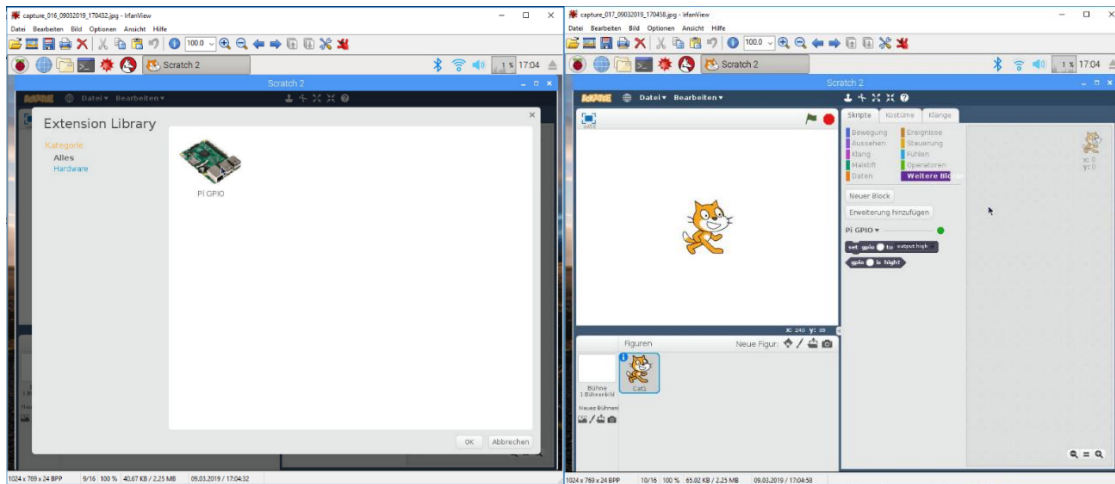 capture_016_09032019_170432.jpg - IrfanView
Datei Bearbeiten Bild Optionen Ansicht Hilfe
100.0
Scratch 2
1 %
17:04
Scratch 2
Datei Bearbeiten
Extension Library
Kategorie
Alles
Hardware
Pi GPIO
OK
Abbrechen
1024 x 769 x 24 BPP 9/16 100 % 40.67 KB / 2.25 MB 09.03.2019 / 17:04:32
capture_017_09032019_170458.jpg - IrfanView
Datei Bearbeiten Bild Optionen Ansicht Hilfe
100.0
Scratch 2
1 %
17:04
Scratch 2
Datei Bearbeiten
x: 240 y: 35
Figuren
Neue Figur:
Bühne
1 Bühnenbild
Neues Bühnen
Cat1
Skripte Kostüme Klänge
Bewegung Ereignisse
Aussehen Steuerung
Klang Fühlen
Malstift Operatoren
Daten Weitere Blö
Neuer Block
Erweiterung hinzufügen
Pi GPIO
set gpio to output high
gpio is high?
x: 0
y: 0
1024 x 769 x 24 BPP 10/16 100 % 65.02 KB / 2.25 MB 09.03.2019 / 17:04:58